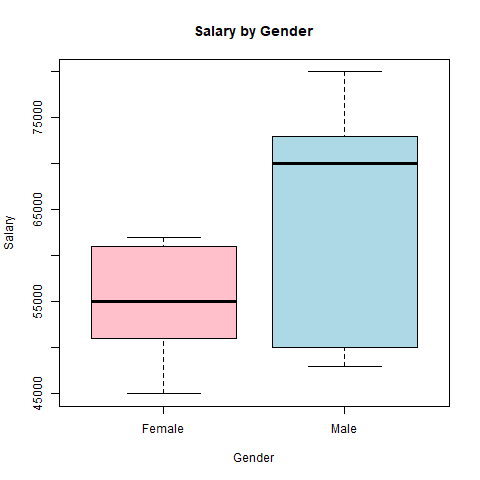 Salary by Gender
75000
65000
55000
45000
Salary
Female Male
Gender